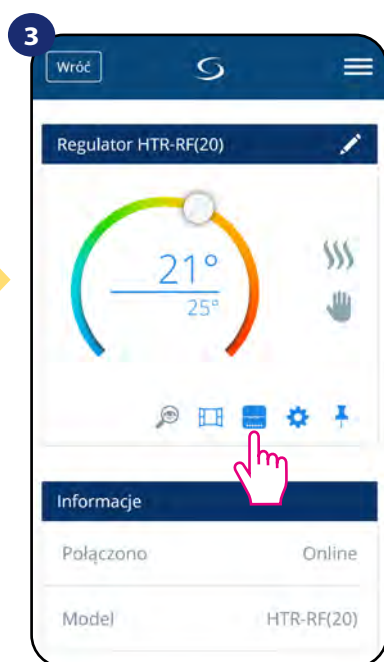 3
Wróć
Regulator HTR-RF(20)
21°
25°
Informacje
Połączono Online
Model HTR-RF(20)